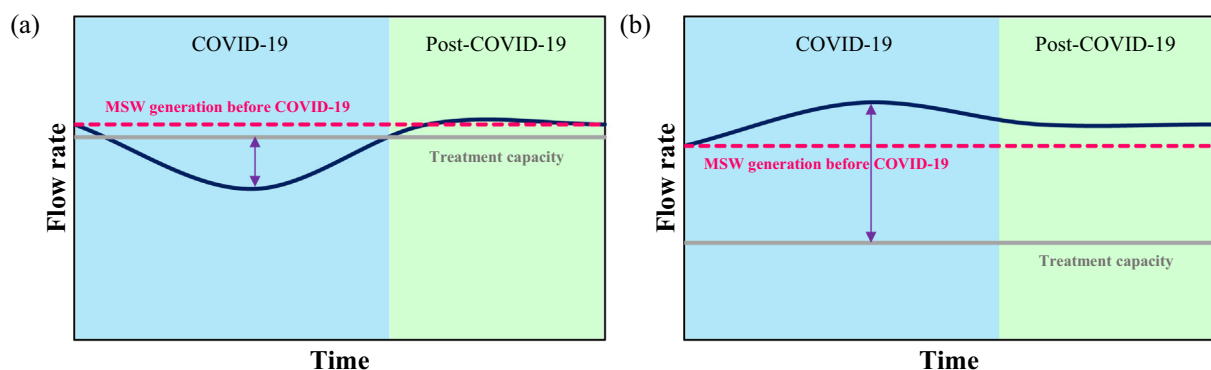 (a)
COVID-19
Post-COVID-19
MSW generation before COVID-19
Treatment capacity
Flow rate
Time
(b)
COVID-19
Post-COVID-19
MSW generation before COVID-19
Treatment capacity
Flow rate
Time